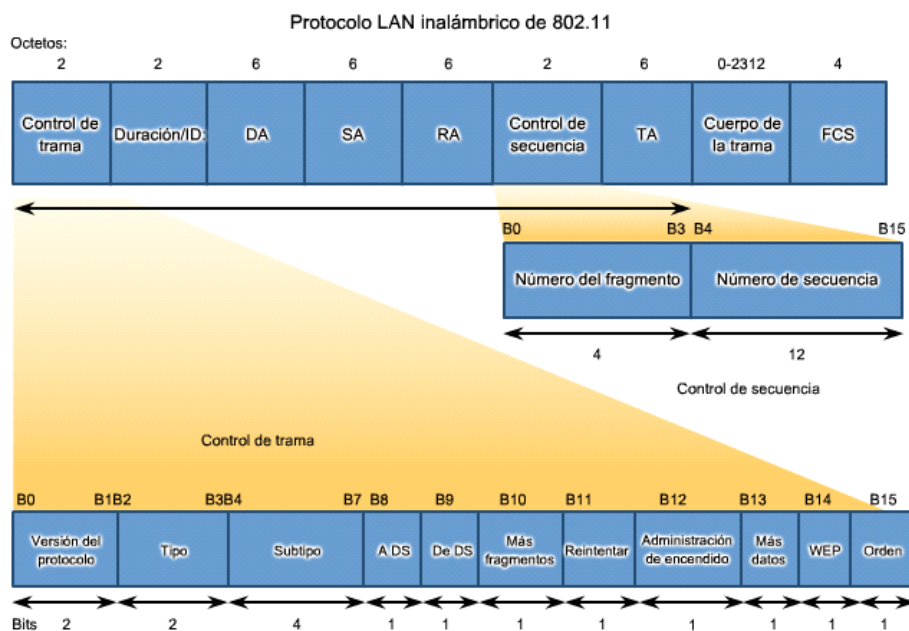 Protocolo LAN inalámbrico de 802.11
Octetos:
2 2 6 6 6 2 6 0-2312 4
Control de trama
Duración/ID:
DA
SA
RA
Control de secuencia
TA
Cuerpo de la trama
FCS
B0 B3 B4 B15
Número del fragmento
Número de secuencia
4 12
Control de secuencia
Control de trama
B0 B1 B2 B3 B4 B7 B8 B9 B10 B11 B12 B13 B14 B15
Versión del protocolo
Tipo
Subtipo
A DS
De DS
Más fragmentos
Reintentar
Administración de encendido
Más datos
WEP
Orden
Bits 2 2 4 1 1 1 1 1 1 1 1